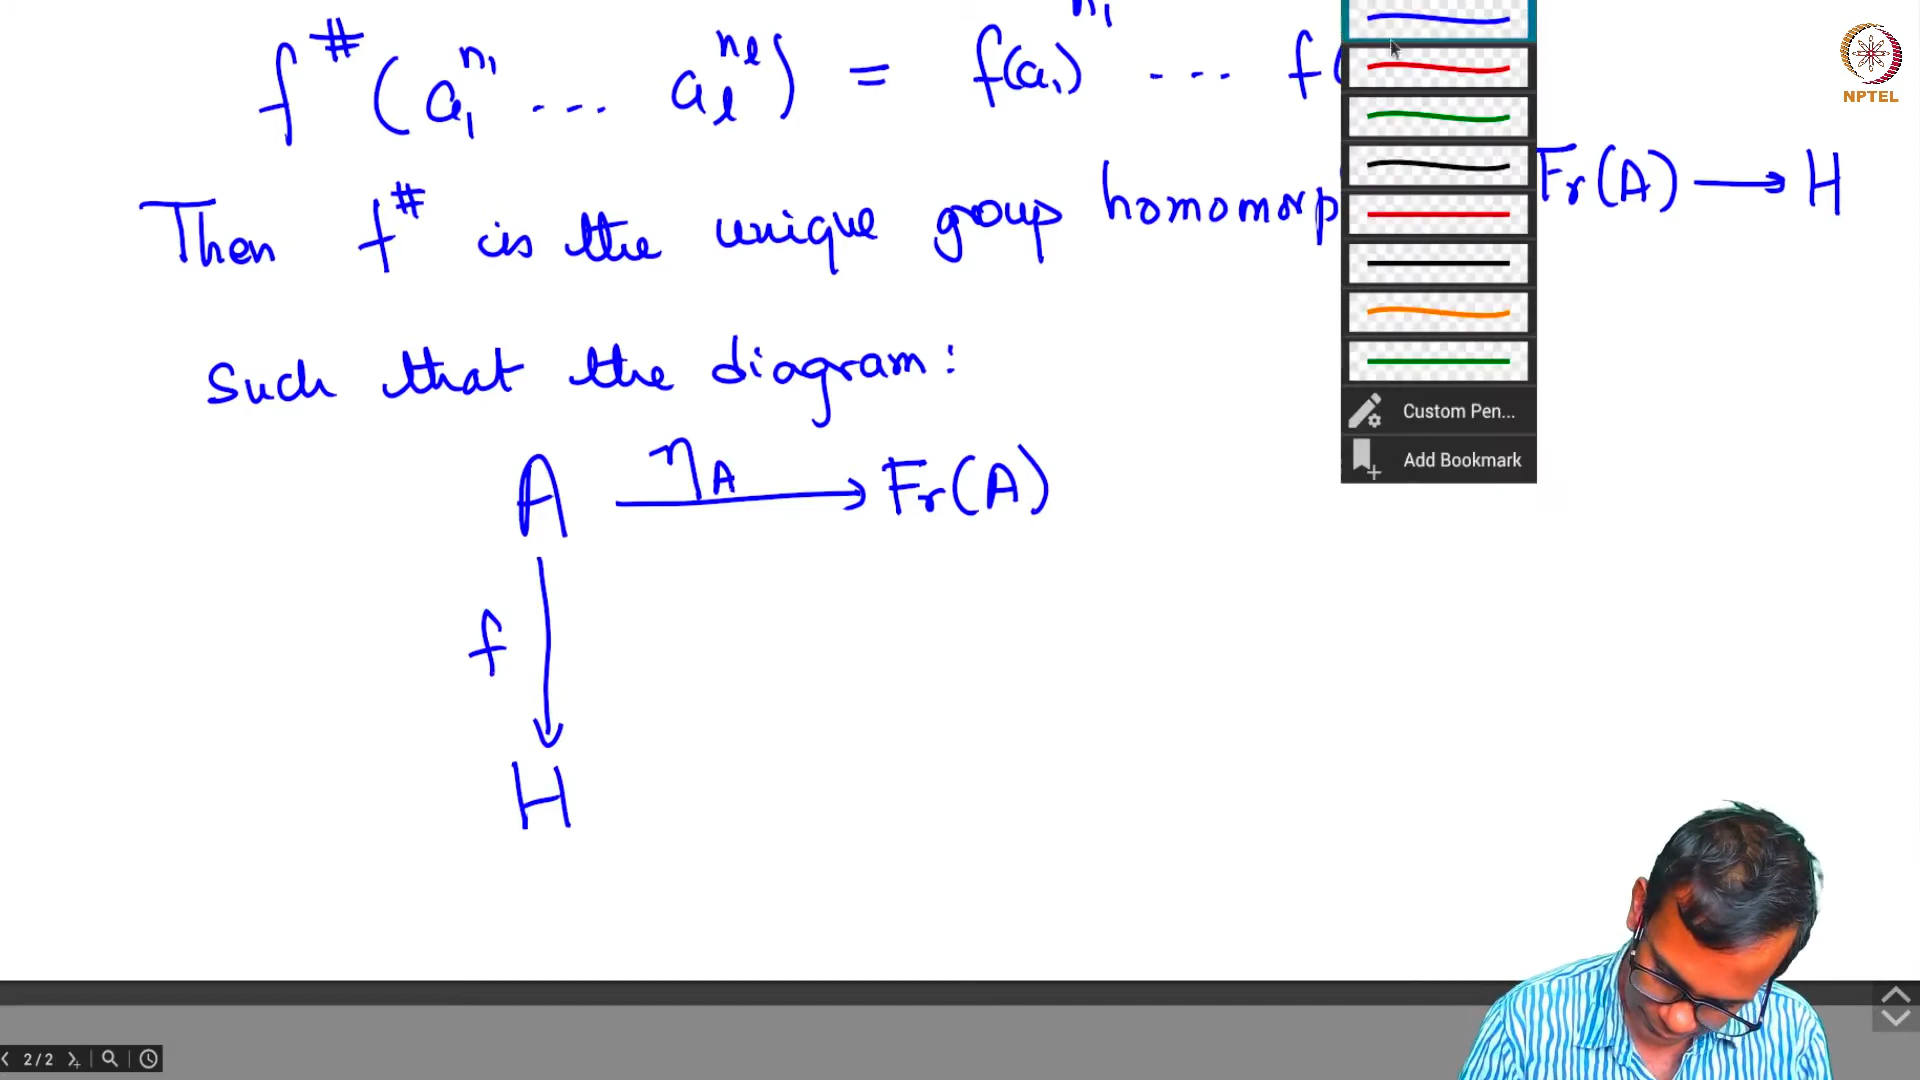 f^#(a_1^{n_1} ... a_l^{n_l}) = f(a_1)^{n_1} ... f(
NPTEL
Then f^# is the unique group homomorp Fr(A) → H
such that the diagram:
A η_A → Fr(A)
f
H
Custom Pen...
Add Bookmark
2/2